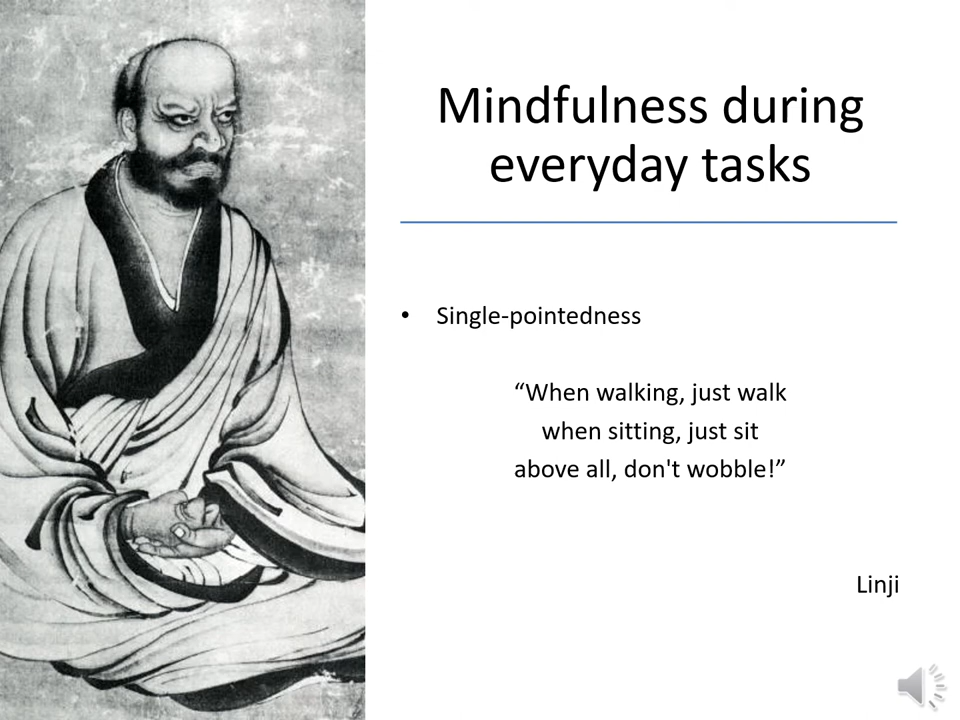 Mindfulness during
everyday tasks
• Single-pointedness
“When walking, just walk
when sitting, just sit
above all, don't wobble!”
Linji